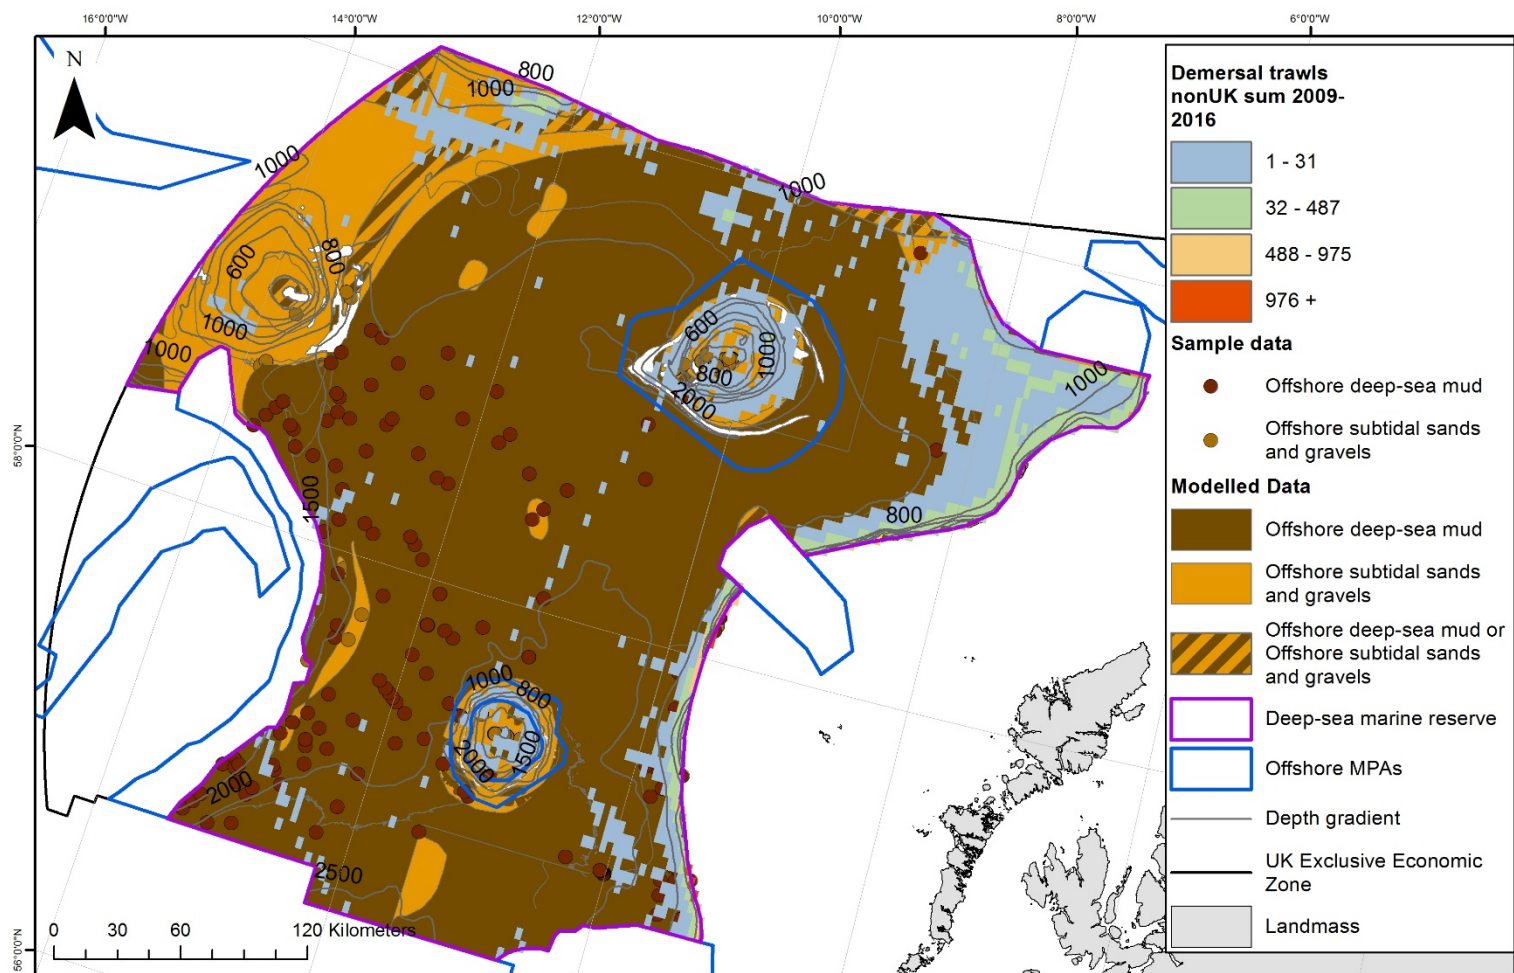 16°0'0"W
14°0'0"W
12°0'0"W
10°0'0"W
8°0'0"W
6°0'0"W
N
800
1000
1000
1000
600
800
1000
1000
600
1000
800
2000
1000
58°0'0"N
1500
800
1000
800
2000
1500
2000
2500
56°0'0"N
0
30
60
120 Kilometers
Demersal trawls
nonUK sum 2009-
2016
1 - 31
32 - 487
488 - 975
976 +
Sample data
Offshore deep-sea mud
Offshore subtidal sands
and gravels
Modelled Data
Offshore deep-sea mud
Offshore subtidal sands
and gravels
Offshore deep-sea mud or
Offshore subtidal sands
and gravels
Deep-sea marine reserve
Offshore MPAs
Depth gradient
UK Exclusive Economic
Zone
Landmass